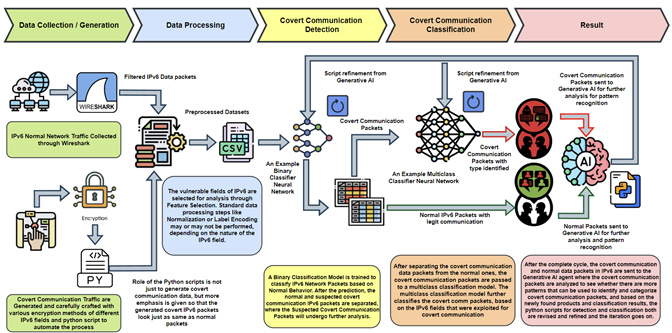 Data Collection / Generation
Data Processing
Covert Communication
Detection
Covert Communication
Classification
Result
Filtered IPv6 Data packets
WIRESHARK
IPv6 Normal Network Traffic Collected
through Wireshark
Encryption
PY
Covert Communication Traffic are
Generated and carefully crafted with
various encryption methods of different
IPv6 fields and python script to
automate the process
Preprocessed Datasets
CSV
The vulnerable fields of IPv6 are
selected for analysis through
Feature Selection. Standard data
processing steps like
Normalization or Label Encoding
may or may not be performed,
depending on the nature of the
IPv6 field.
Role of the Python scripts is not
just to generate covert
communication data, but more
emphasis is given so that the
generated covert IPv6 packets
look just as same as normal
packets
Script refinement from
Generative AI
An Example
Binary
Classifier
Neural
Network
Covert Communication
Packets
A Binary Classification Model is trained to
classify IPv6 Network Packets based on
Normal Behavior. After the prediction, the
normal and suspected covert
communication IPv6 packets are separated,
where the Suspected Covert Communication
Packets will undergo further analysis.
Script refinement from
Generative AI
An Example Multiclass
Classifier Neural Network
Covert
Communication
Packets with
type identified
Normal IPv6 Packets with
legit communication
After separating the covert communication
data packets from the normal ones, the covert
communication packets are passed to
a multiclass classification model. The
multiclass classification model further
classifies the covert comm packets, based
on the IPv6 fields that were exploited for
covert communication
Covert Communication
Packets sent to
Generative AI for further
analysis for pattern
recognition
AI
Normal Packets sent to
Generative AI for further
analysis and pattern
recognition
After the complete cycle, the covert communication
and normal data packets in IPv6 are sent to the
Generative AI agent where the covert communication
packets are analyzed to see whether there are more
patterns that can be used to identify and categorize
covert communication packets, and based on the
newly found products and classification results, the
python scripts for detection and classification both
are revised and refined and the iteration goes on.